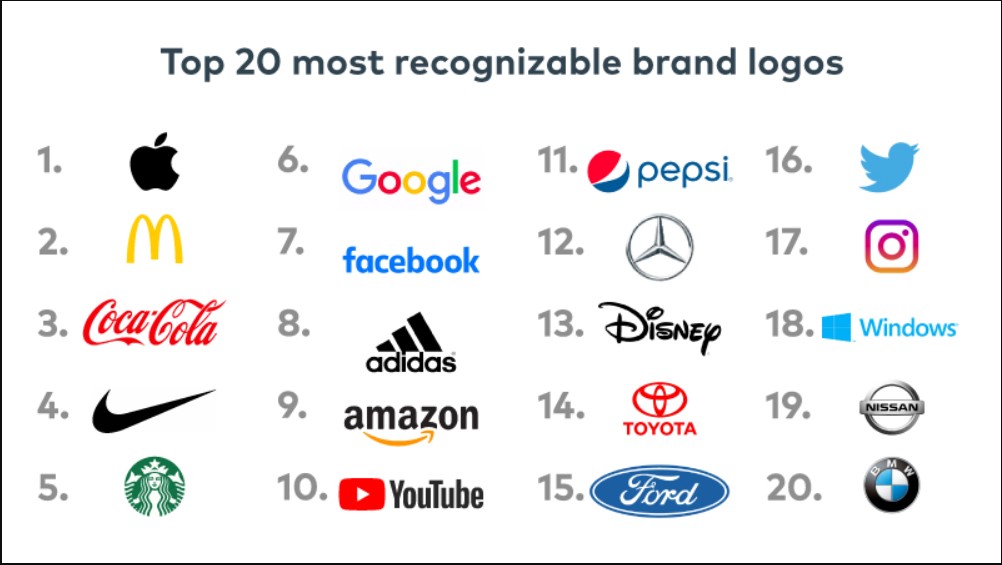 Top 20 most recognizable brand logos
1.
2.
3. Coca-Cola
4.
5.
6. Google
7. facebook
8. adidas
9. amazon
10. YouTube
11. pepsi
12.
13. Disney
14. TOYOTA
15. Ford
16.
17.
18. Windows
19. NISSAN
20. BMW